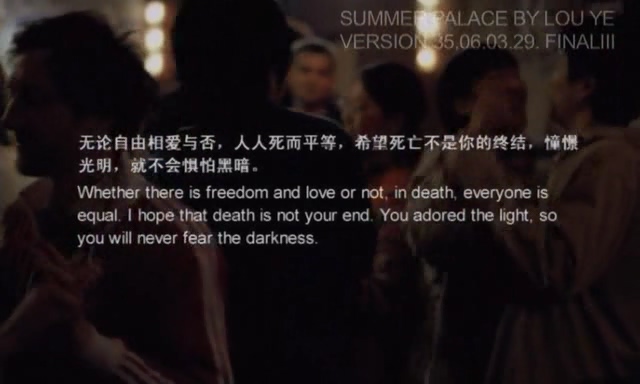 SUMMER PALACE BY LOU YE
VERSION 35,06.03.29. FINALIII
无论自由相爱与否，人人死而平等，希望死亡不是你的终结，憧憬
光明，就不会惧怕黑暗。
Whether there is freedom and love or not, in death, everyone is
equal. I hope that death is not your end. You adored the light, so
you will never fear the darkness.